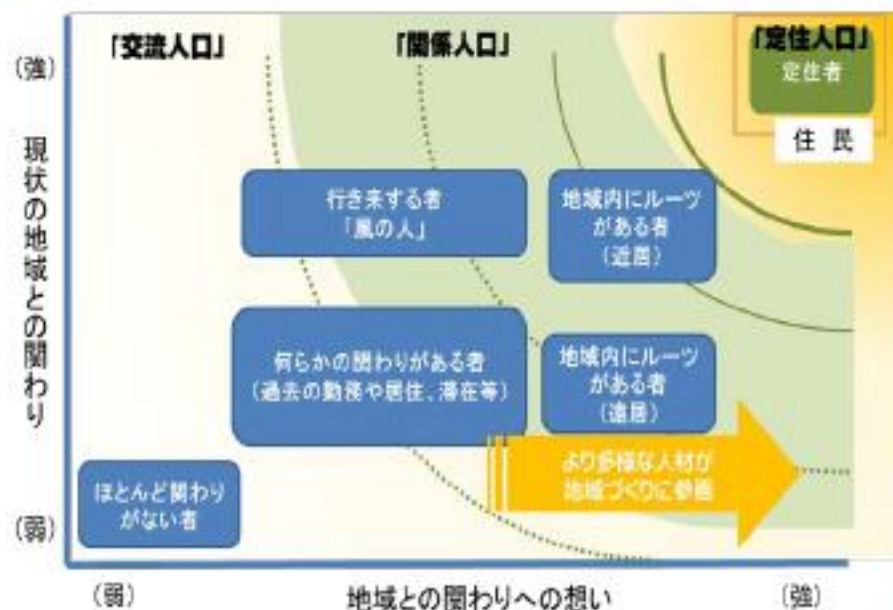 「交流人口」
「関係人口」
「定住人口」
定住者
住 民
(強)
現状の地域との関わり
(弱)
行き来する者
「風の人」
地域内にルーツ
がある者
(近居)
何らかの関わりがある者
(過去の勤務や居住、滞在等)
地域内にルーツ
がある者
(遠居)
より多様な人材が
地域づくりに参画
ほとんど関わり
がない者
(弱)
地域との関わりへの想い
(強)